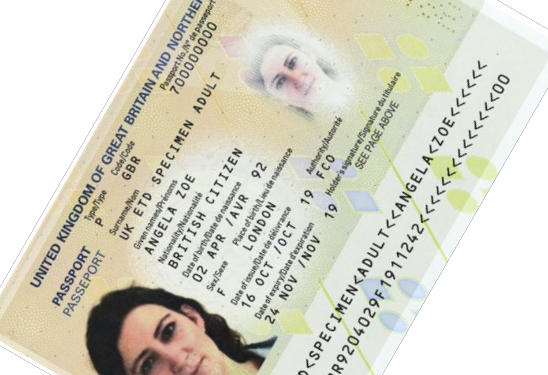 UNITED KINGDOM OF GREAT BRITAIN AND NORTHERN
PASSPORT
PASSEPORT
Type/Type
P
Code/Code
GBR
Passport No./No de passeport
700000000
Surname/Nom
UK ETD SPECIMEN ADULT
Given names/Prénoms
ANGELA ZOE
Nationality/Nationalité
BRITISH CITIZEN
Date of birth/Date de naissance
02 APR /AVR 92
Sex/Sexe
F
Place of birth/Lieu de naissance
LONDON
Date of issue/Date de délivrance
16 OCT /OCT 19
Authority/Autorité
FCO
Date of expiry/Date d'expiration
24 NOV /NOV 19
Holder's signature/Signature du titulaire
SEE PAGE ABOVE
D<SPECIMEN<ADULT<<ANGELA<ZOE<<<<<<
R9204029F1911242<<<<<<<<<<<<<<00